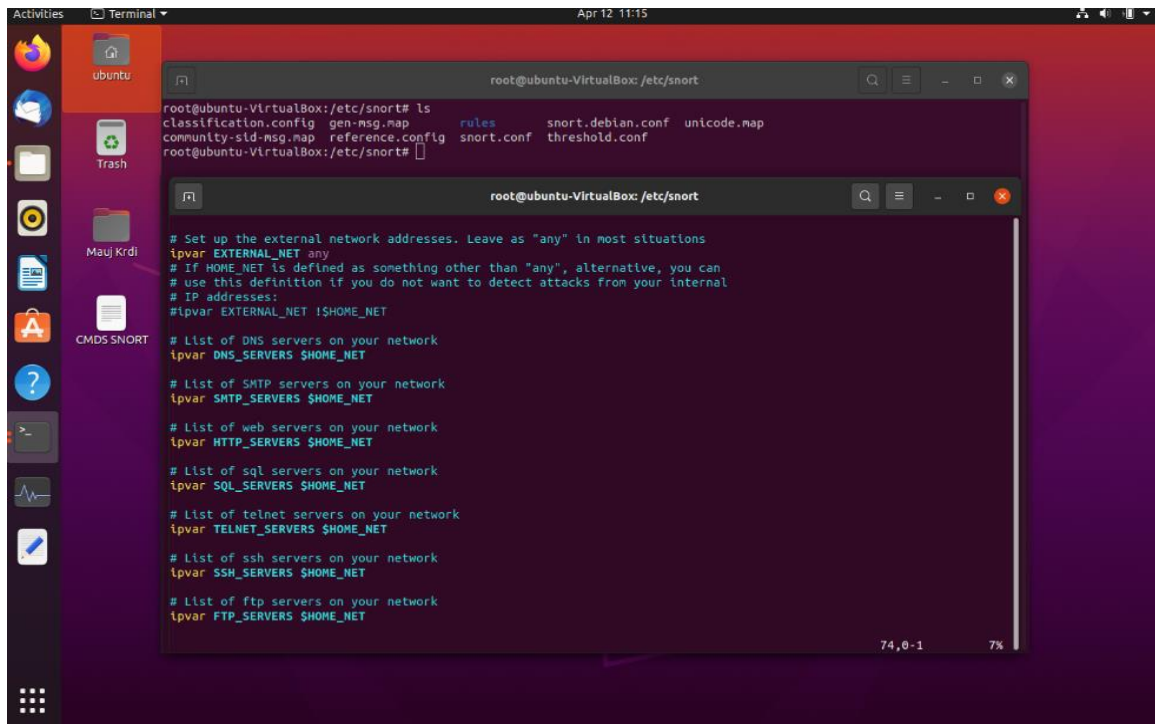 Activities Terminal Apr 12 11:15
ubuntu
Trash
Mauj Krdi
CMDS SNORT
root@ubuntu-VirtualBox: /etc/snort
root@ubuntu-VirtualBox:/etc/snort# ls
classification.config gen-msg.map rules snort.debian.conf unicode.map
community-sid-msg.map reference.config snort.conf threshold.conf
root@ubuntu-VirtualBox:/etc/snort#
root@ubuntu-VirtualBox: /etc/snort
# Set up the external network addresses. Leave as "any" in most situations
ipvar EXTERNAL_NET any
# If HOME_NET is defined as something other than "any", alternative, you can
# use this definition if you do not want to detect attacks from your internal
# IP addresses:
#ipvar EXTERNAL_NET !$HOME_NET
# List of DNS servers on your network
ipvar DNS_SERVERS $HOME_NET
# List of SMTP servers on your network
ipvar SMTP_SERVERS $HOME_NET
# List of web servers on your network
ipvar HTTP_SERVERS $HOME_NET
# List of sql servers on your network
ipvar SQL_SERVERS $HOME_NET
# List of telnet servers on your network
ipvar TELNET_SERVERS $HOME_NET
# List of ssh servers on your network
ipvar SSH_SERVERS $HOME_NET
# List of ftp servers on your network
ipvar FTP_SERVERS $HOME_NET
74,0-1 7%